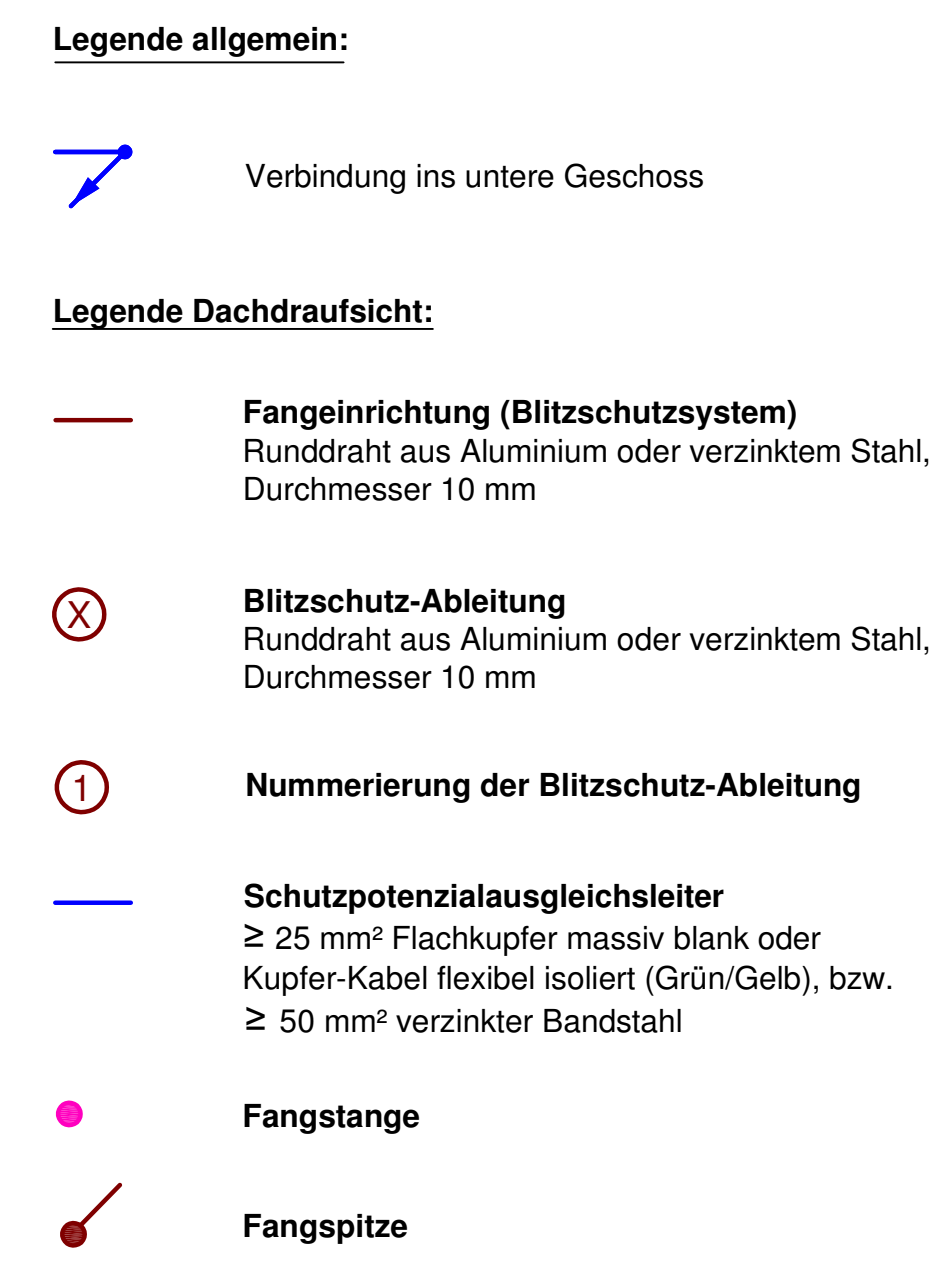 Legende allgemein:
Verbindung ins untere Geschoss
Legende Dachdraufsicht:
Fangeinrichtung (Blitzschutzsystem)
Runddraht aus Aluminium oder verzinktem Stahl,
Durchmesser 10 mm
X
Blitzschutz-Ableitung
Runddraht aus Aluminium oder verzinktem Stahl,
Durchmesser 10 mm
1
Nummerierung der Blitzschutz-Ableitung
Schutzpotenzialausgleichsleiter
≥ 25 mm² Flachkupfer massiv blank oder
Kupfer-Kabel flexibel isoliert (Grün/Gelb), bzw.
≥ 50 mm² verzinkter Bandstahl
Fangstange
Fangspitze